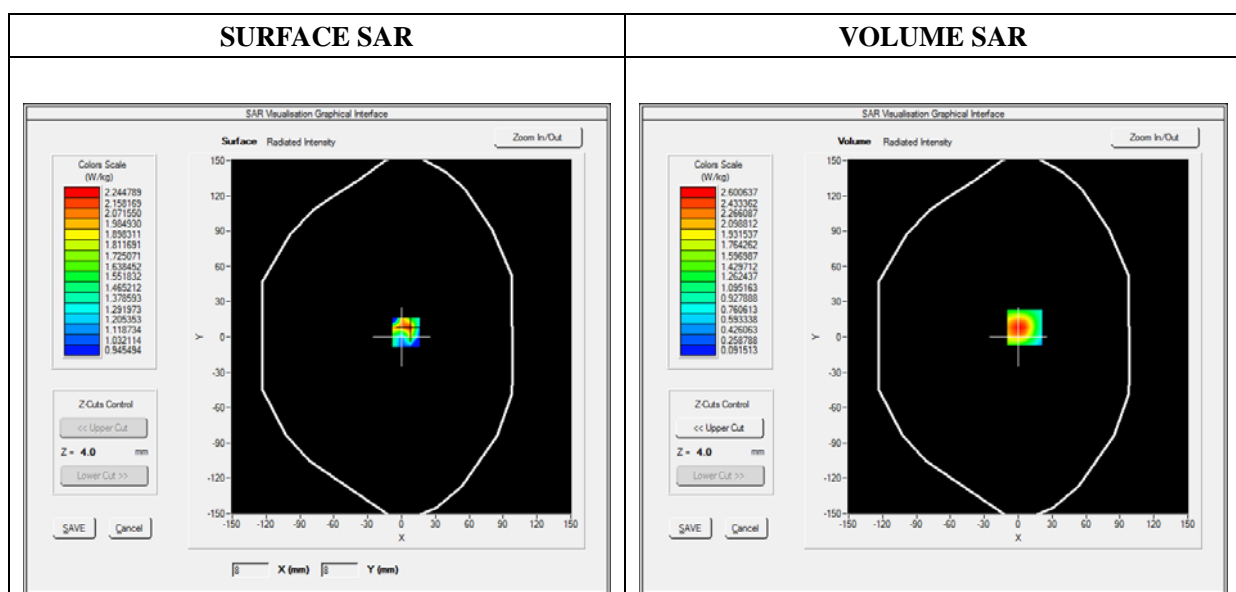 SURFACE SAR
VOLUME SAR
SAR Visualisation Graphical Interface
Surface Radiated Intensity
Zoom In/Out
Colors Scale
(W/kg)
2.244789
2.158169
2.071550
1.984930
1.898311
1.811691
1.725071
1.638452
1.551832
1.465212
1.378593
1.291973
1.205353
1.118734
1.032114
0.945494
Z-Cuts Control
<< Upper Cut
Z = 4.0 mm
Lower Cut >>
SAVE Cancel
150
120
90
60
30
0
-30
-60
-90
-120
-150
Y
-150 -120 -90 -60 -30 0 30 60 90 120 150
X
8 X (mm) 8 Y (mm)
SAR Visualisation Graphical Interface
Volume Radiated Intensity
Zoom In/Out
Colors Scale
(W/kg)
2.600637
2.433362
2.266087
2.098812
1.931537
1.764262
1.596987
1.429712
1.262437
1.095163
0.927888
0.760613
0.593338
0.426063
0.258788
0.091513
Z-Cuts Control
<< Upper Cut
Z = 4.0 mm
Lower Cut >>
SAVE Cancel
150
120
90
60
30
0
-30
-60
-90
-120
-150
Y
-150 -120 -90 -60 -30 0 30 60 90 120 150
X